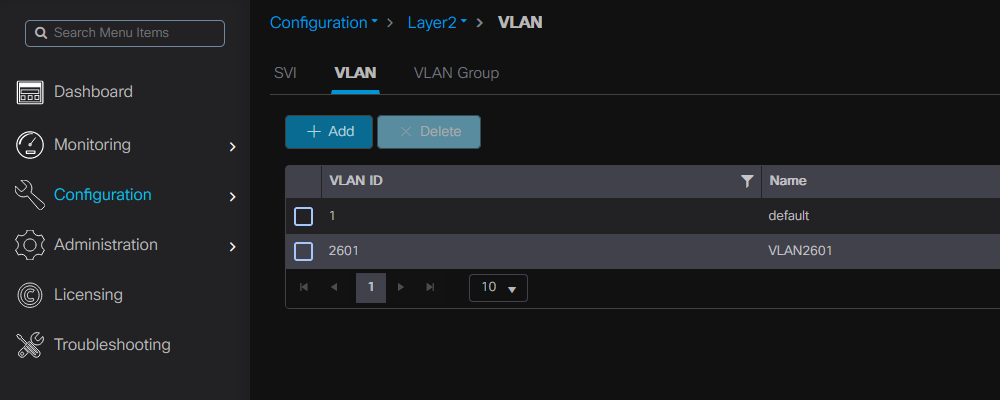 Search Menu Items
Dashboard
Monitoring
Configuration
Administration
Licensing
Troubleshooting
Configuration > Layer2 > VLAN
SVI VLAN VLAN Group
+ Add × Delete
VLAN ID Name
1 default
2601 VLAN2601
1 10